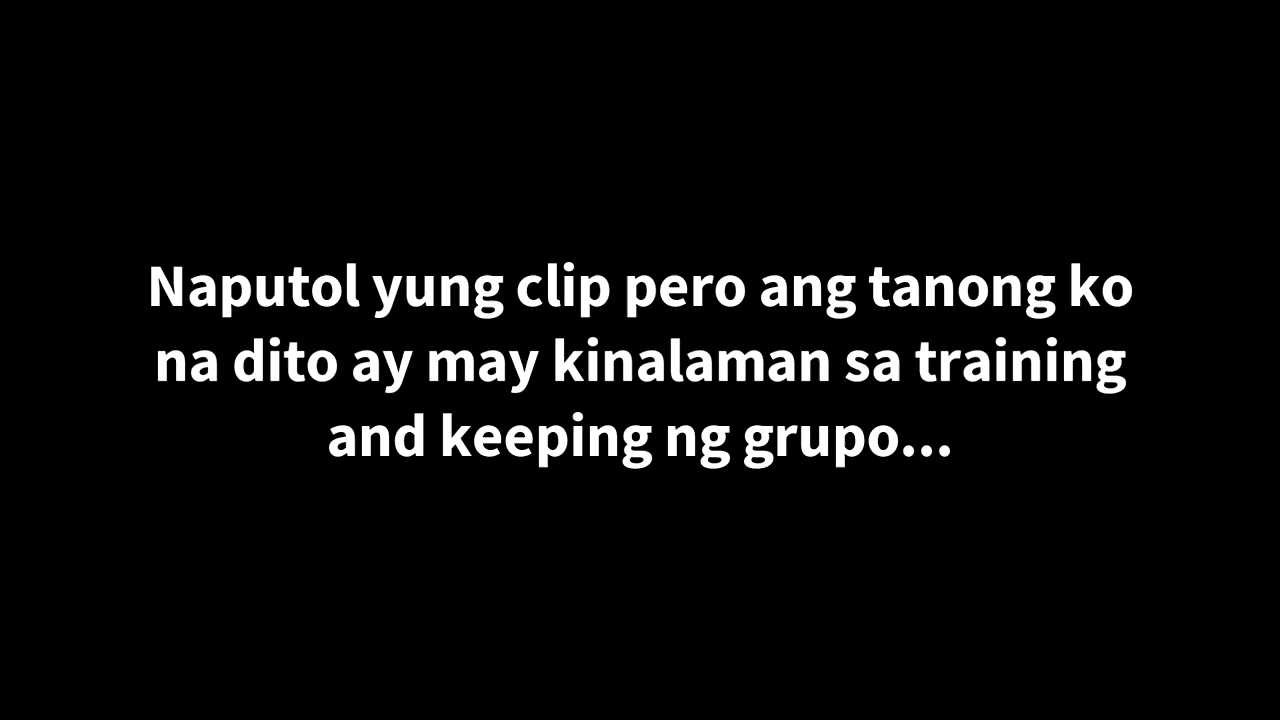 Naputol yung clip pero ang tanong ko
na dito ay may kinalaman sa training
and keeping ng grupo...